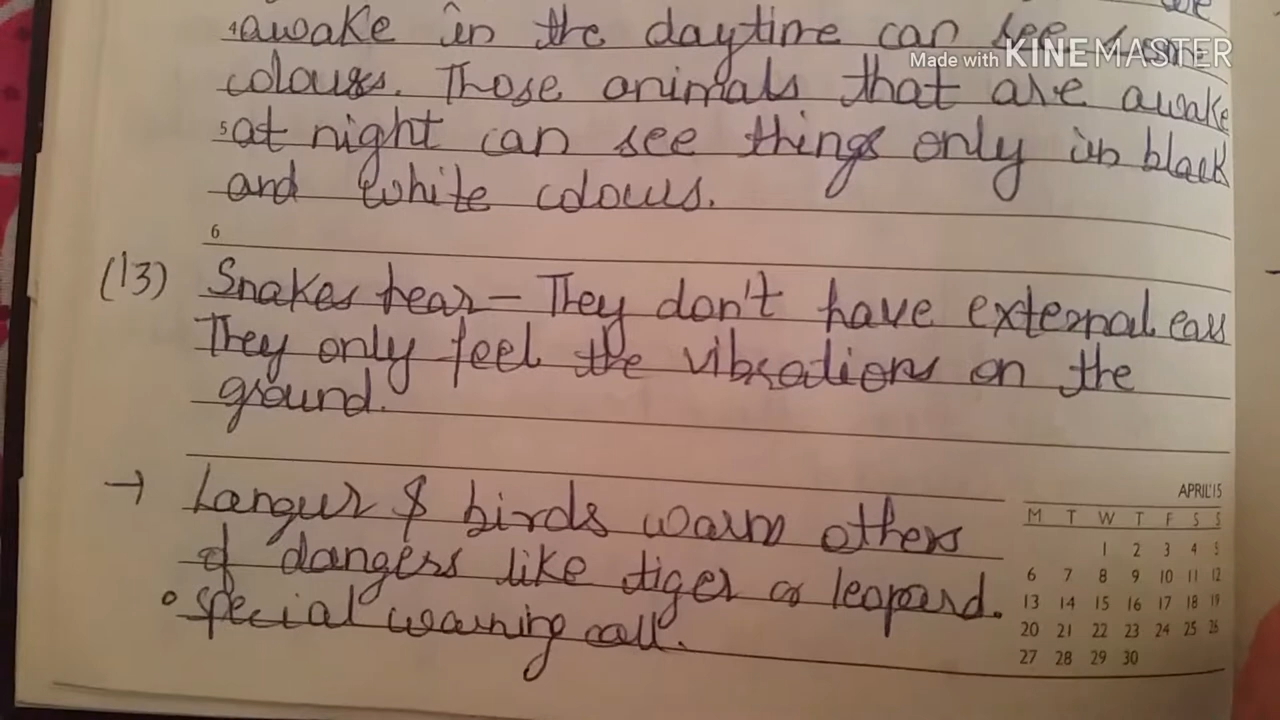 awake in the daytime can see
Made with KINEMASTER
colours. Those animals that are awake
5
at night can see things only in black
and white colours.
6
(13) Snakes hear – They don't have external ears
They only feel the vibrations on the
ground.
→ Langur & birds warn others
of dangers like tiger or leopard.
special warning call.
APRIL'15
M T W T F S S
1 2 3 4 5
6 7 8 9 10 11 12
13 14 15 16 17 18 19
20 21 22 23 24 25 26
27 28 29 30